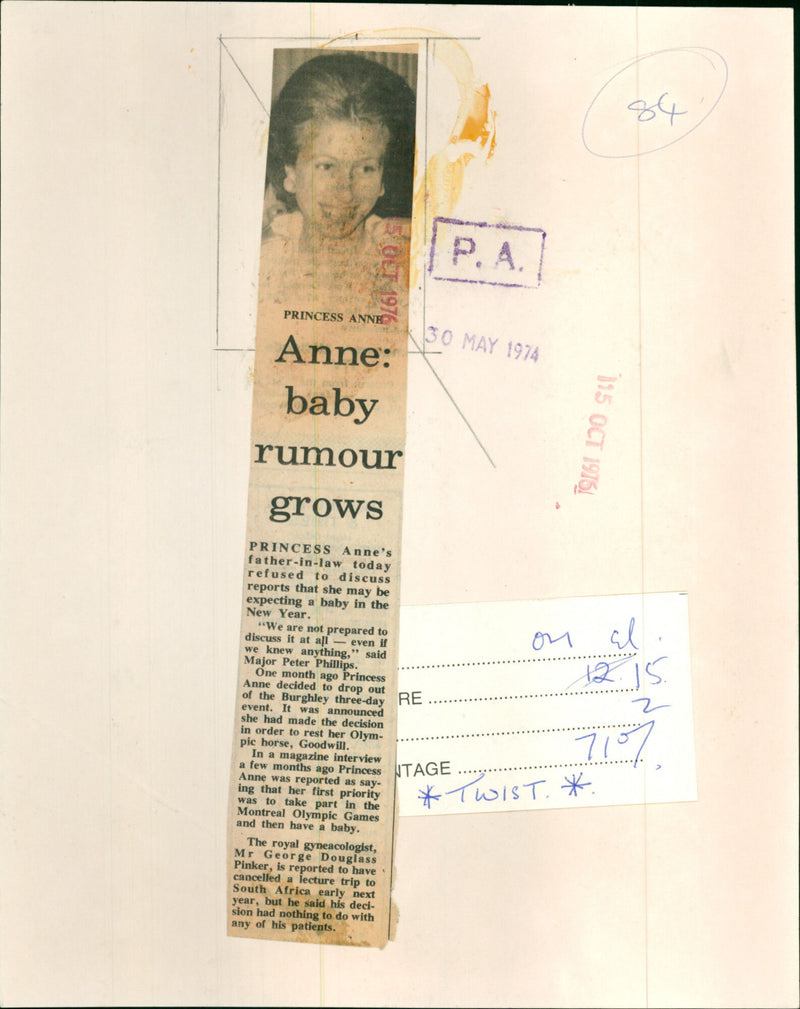 84
P. A.
15 OCT 1976
PRINCESS ANNE
30 MAY 1974
Anne:
baby
rumour
grows
15 OCT 1976
PRINCESS Anne's
father-in-law today
refused to discuss
reports that she may be
expecting a baby in the
New Year.
"We are not prepared to
discuss it at all — even if
we knew anything," said
Major Peter Phillips.
One month ago Princess
Anne decided to drop out
of the Burghley three-day
event. It was announced
she had made the decision
in order to rest her Olym-
pic horse, Goodwill.
In a magazine interview
a few months ago Princess
Anne was reported as say-
ing that her first priority
was to take part in the
Montreal Olympic Games
and then have a baby.
The royal gyneacologist,
Mr George Douglass
Pinker, is reported to have
cancelled a lecture trip to
South Africa early next
year, but he said his deci-
sion had nothing to do with
any of his patients.
12 15
RE
2
NTAGE 71%
* TWIST. *